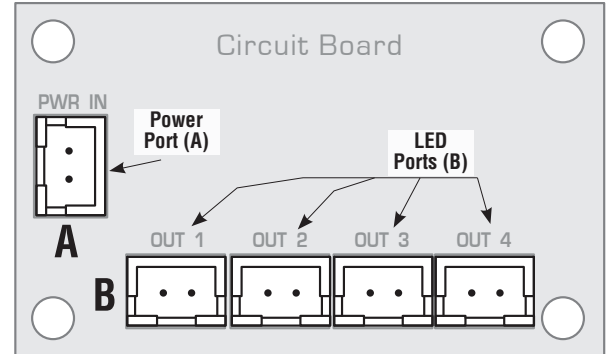 Circuit Board
PWR IN
Power
Port (A)
LED
Ports (B)
A
OUT 1 OUT 2 OUT 3 OUT 4
B